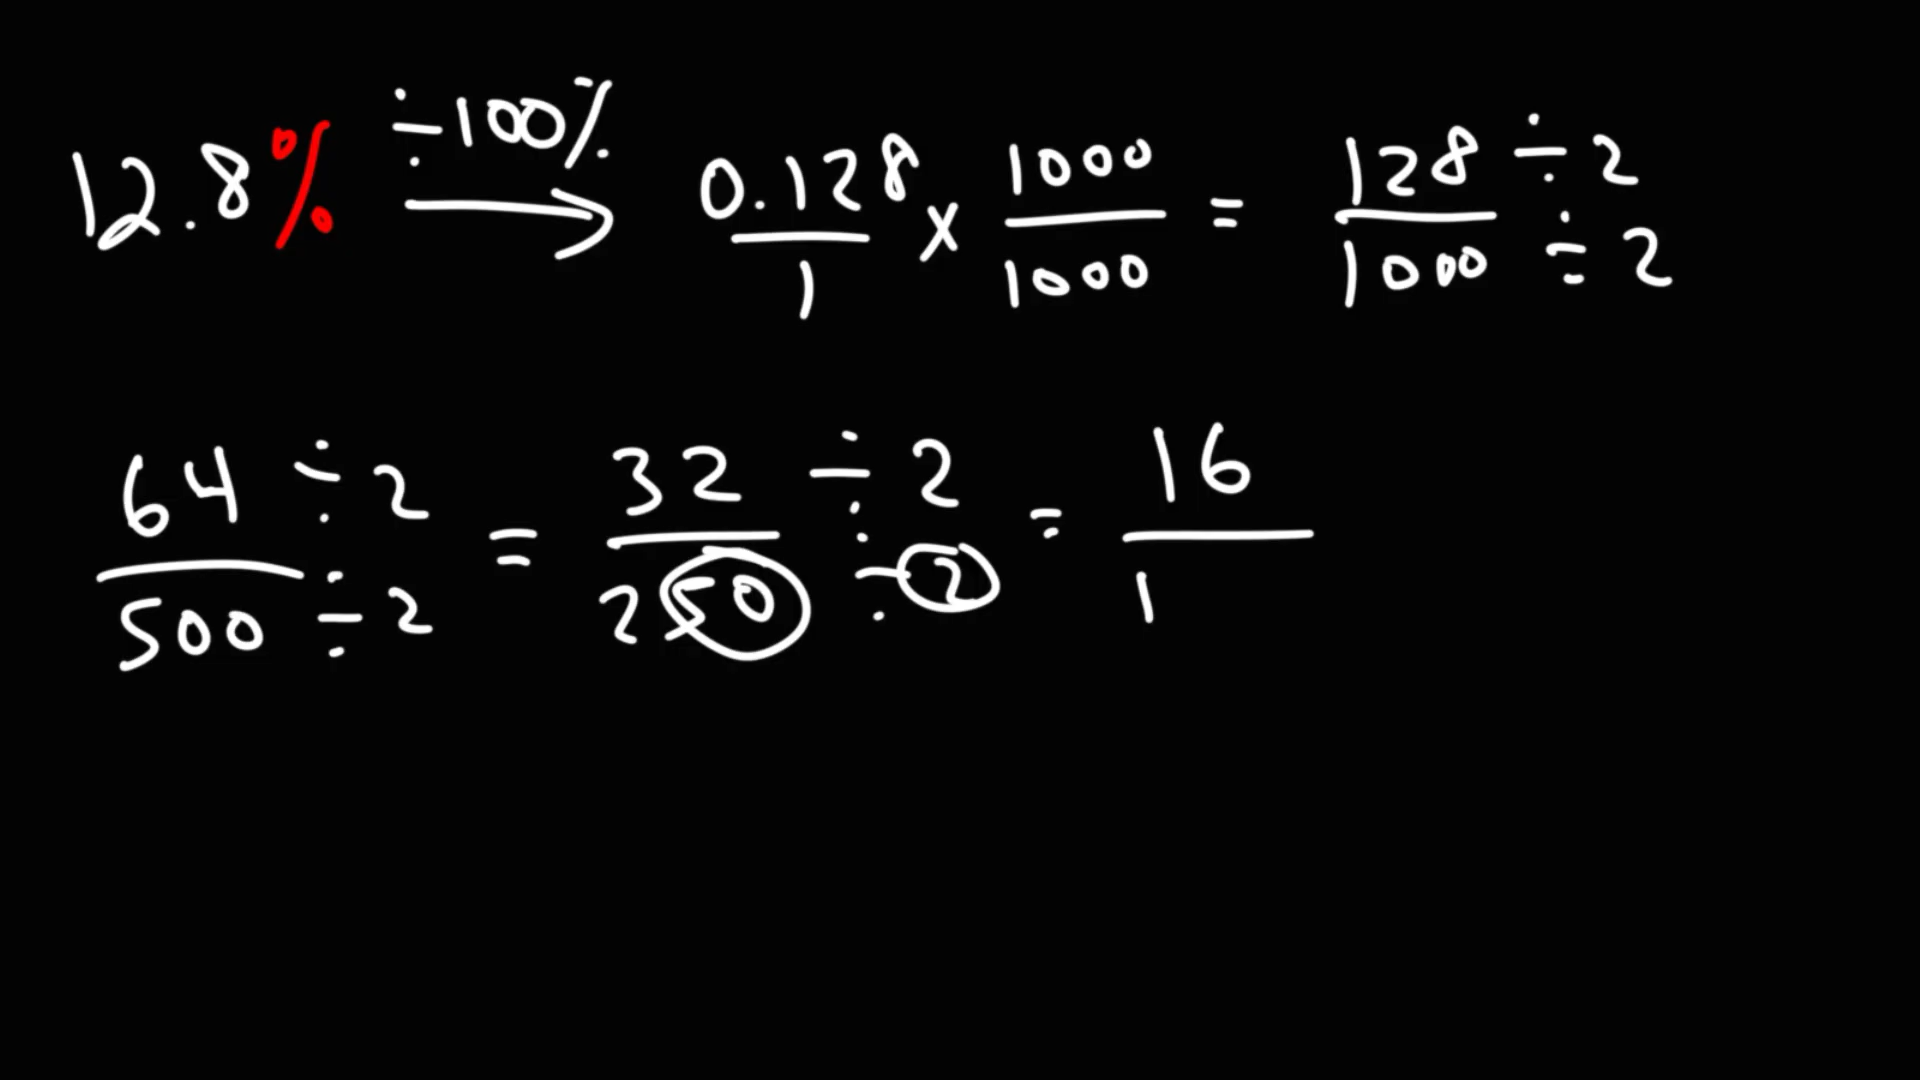 12.8% ÷100% → 0.128/1 × 1000/1000 = 128 ÷ 2/1000 ÷ 2
64 ÷ 2/500 ÷ 2 = 32 ÷ 2/250 ÷ 2 = 16/1